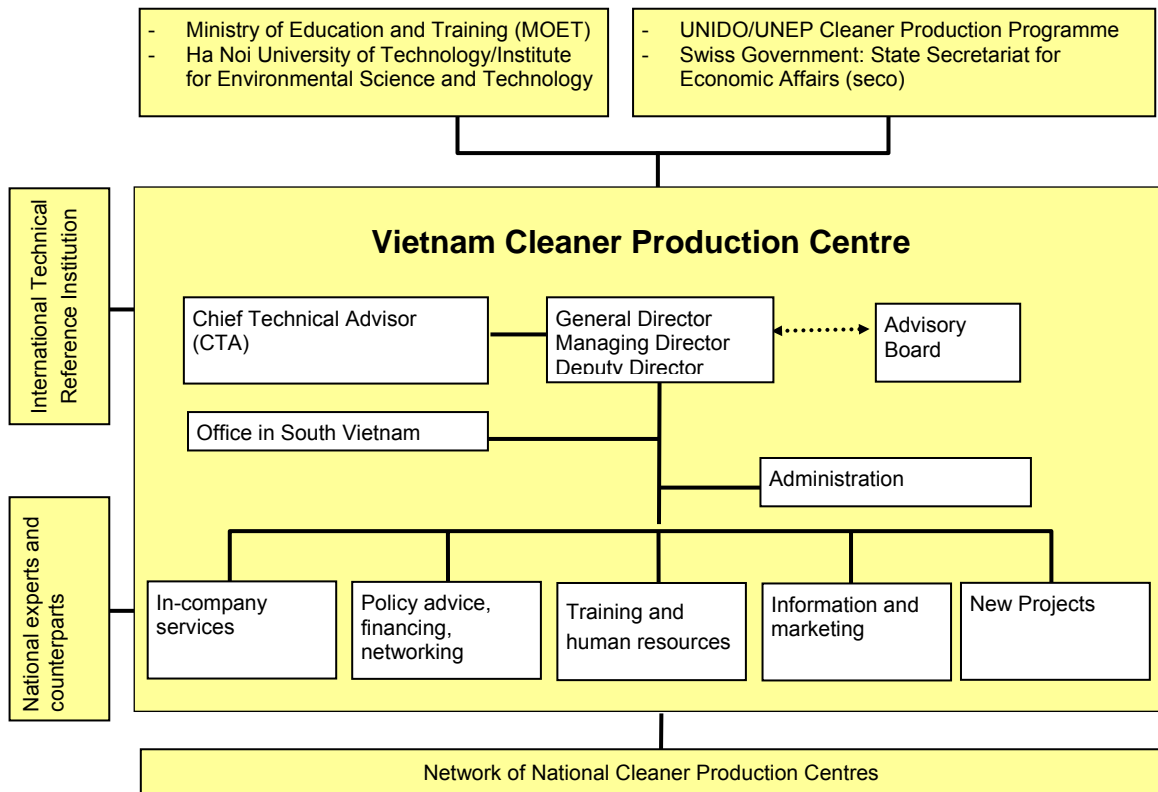 - Ministry of Education and Training (MOET)
- Ha Noi University of Technology/Institute
for Environmental Science and Technology
- UNIDO/UNEP Cleaner Production Programme
- Swiss Government: State Secretariat for
Economic Affairs (seco)
International Technical
Reference Institution
Vietnam Cleaner Production Centre
Chief Technical Advisor
(CTA)
General Director
Managing Director
Deputy Director
Advisory
Board
Office in South Vietnam
Administration
National experts and
counterparts
In-company
services
Policy advice,
financing,
networking
Training and
human resources
Information and
marketing
New Projects
Network of National Cleaner Production Centres